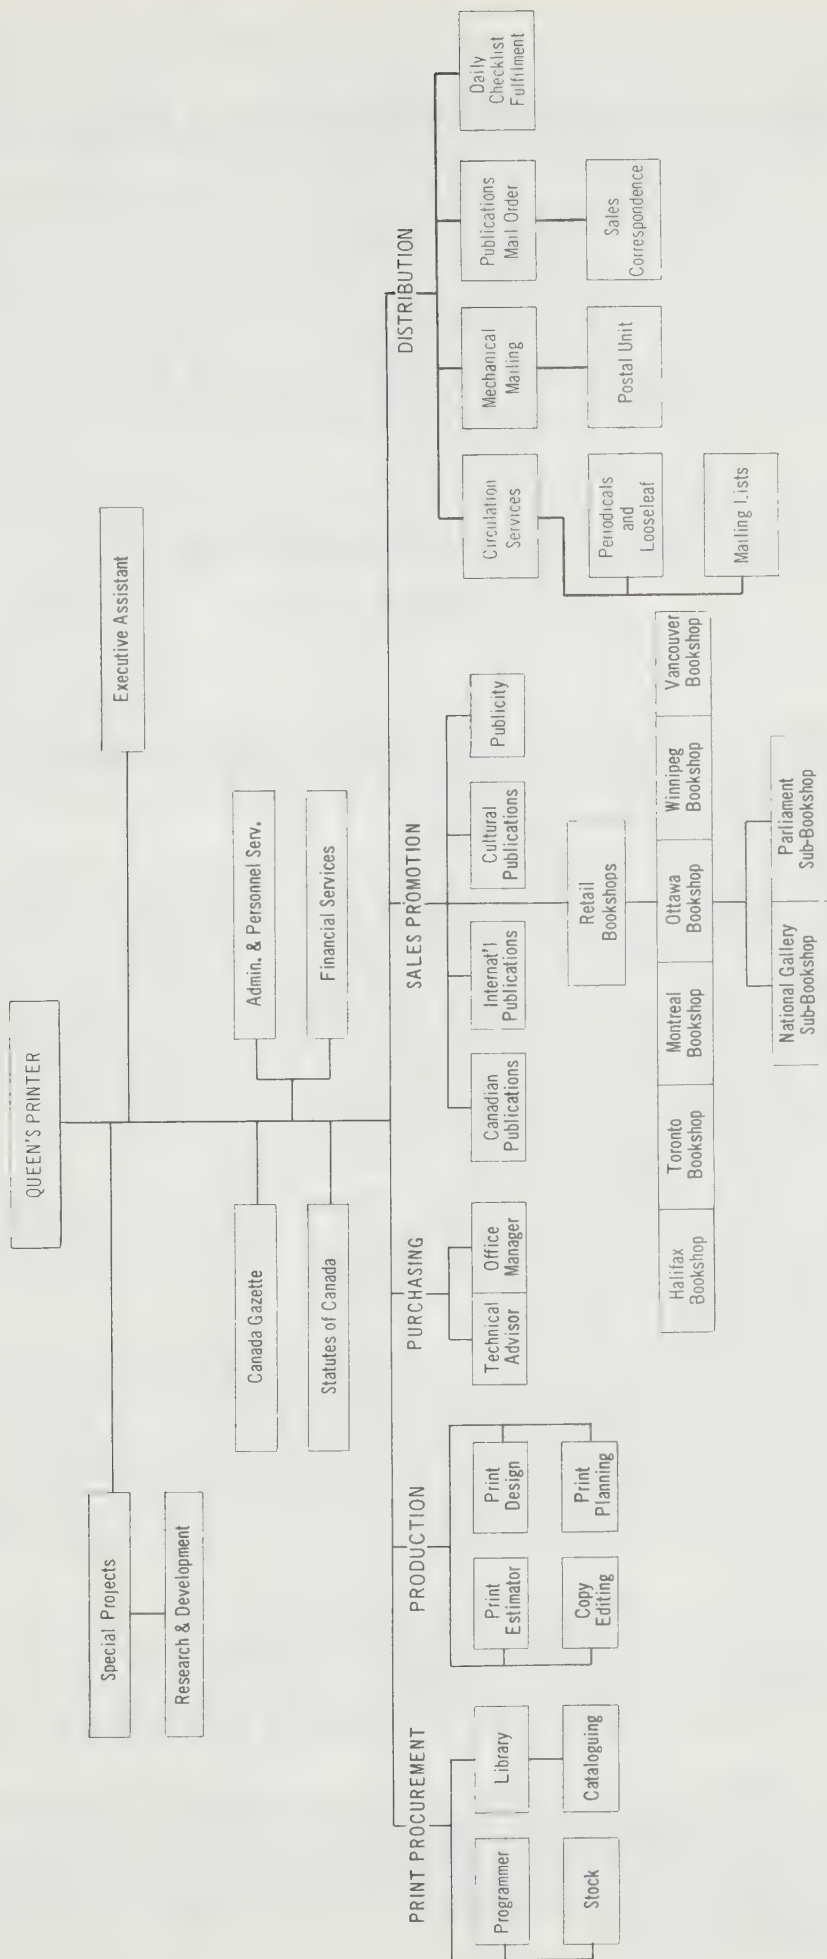 QUEEN'S PRINTER
Special Projects
Research & Development
Executive Assistant
Canada Gazette
Statutes of Canada
Admin. & Personnel Serv.
Financial Services
PRINT PROCUREMENT
Programmer
Stock
Library
Cataloguing
PRODUCTION
Print
Estimator
Copy
Editing
Print
Design
Print
Planning
PURCHASING
Technical
Advisor
Office
Manager
SALES PROMOTION
Canadian
Publications
Internat'l
Publications
Cultural
Publications
Publicity
Retail
Bookshops
Halifax
Bookshop
Toronto
Bookshop
Montreal
Bookshop
Ottawa
Bookshop
Winnipeg
Bookshop
Vancouver
Bookshop
National Gallery
Sub-Bookshop
Parliament
Sub-Bookshop
DISTRIBUTION
Circulation
Services
Periodicals
and
Looseleaf
Mailing Lists
Mechanical
Mailing
Postal Unit
Publications
Mail Order
Sales
Correspondence
Daily
Checklist
Fulfilment